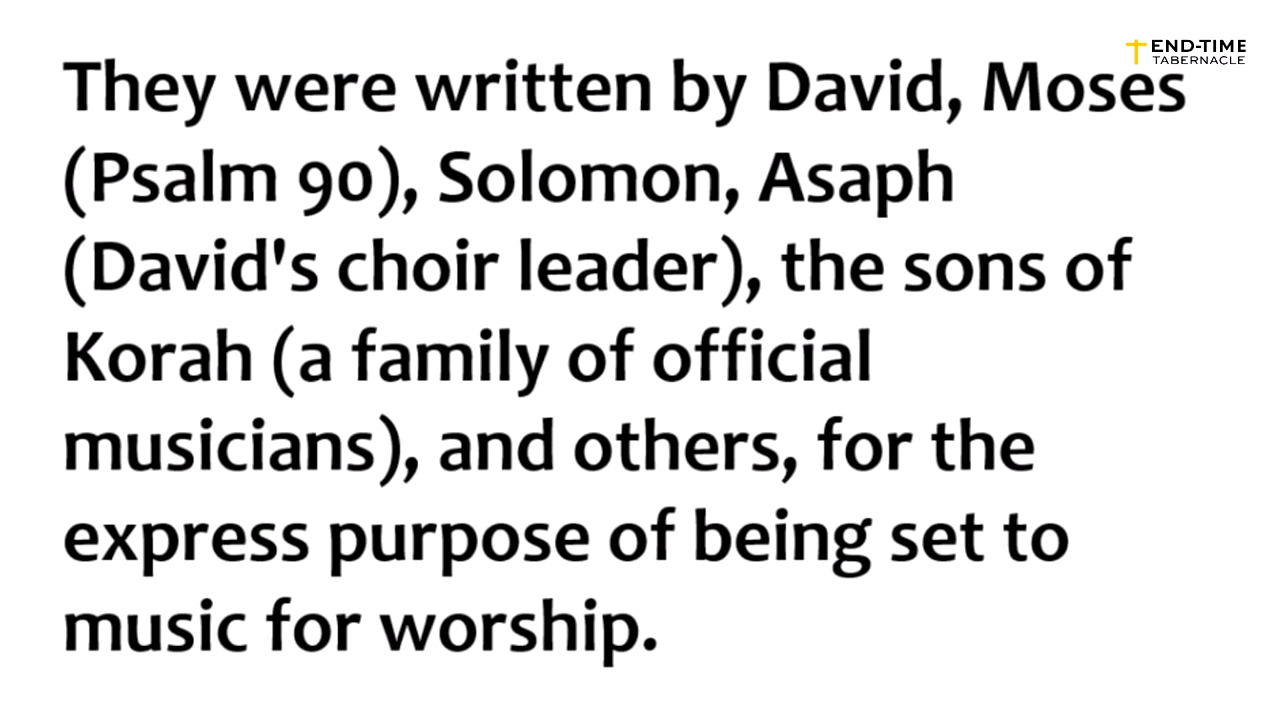 END-TIME
TABERNACLE
They were written by David, Moses
(Psalm 90), Solomon, Asaph
(David's choir leader), the sons of
Korah (a family of official
musicians), and others, for the
express purpose of being set to
music for worship.